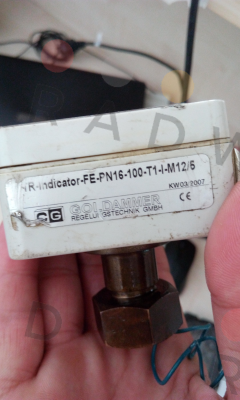 R-Indicator-FE-PN16-100-T1-I-M12/6
KW03/2007
GG GOLDAMMER
REGELUNGSTECHNIK GMBH
CE